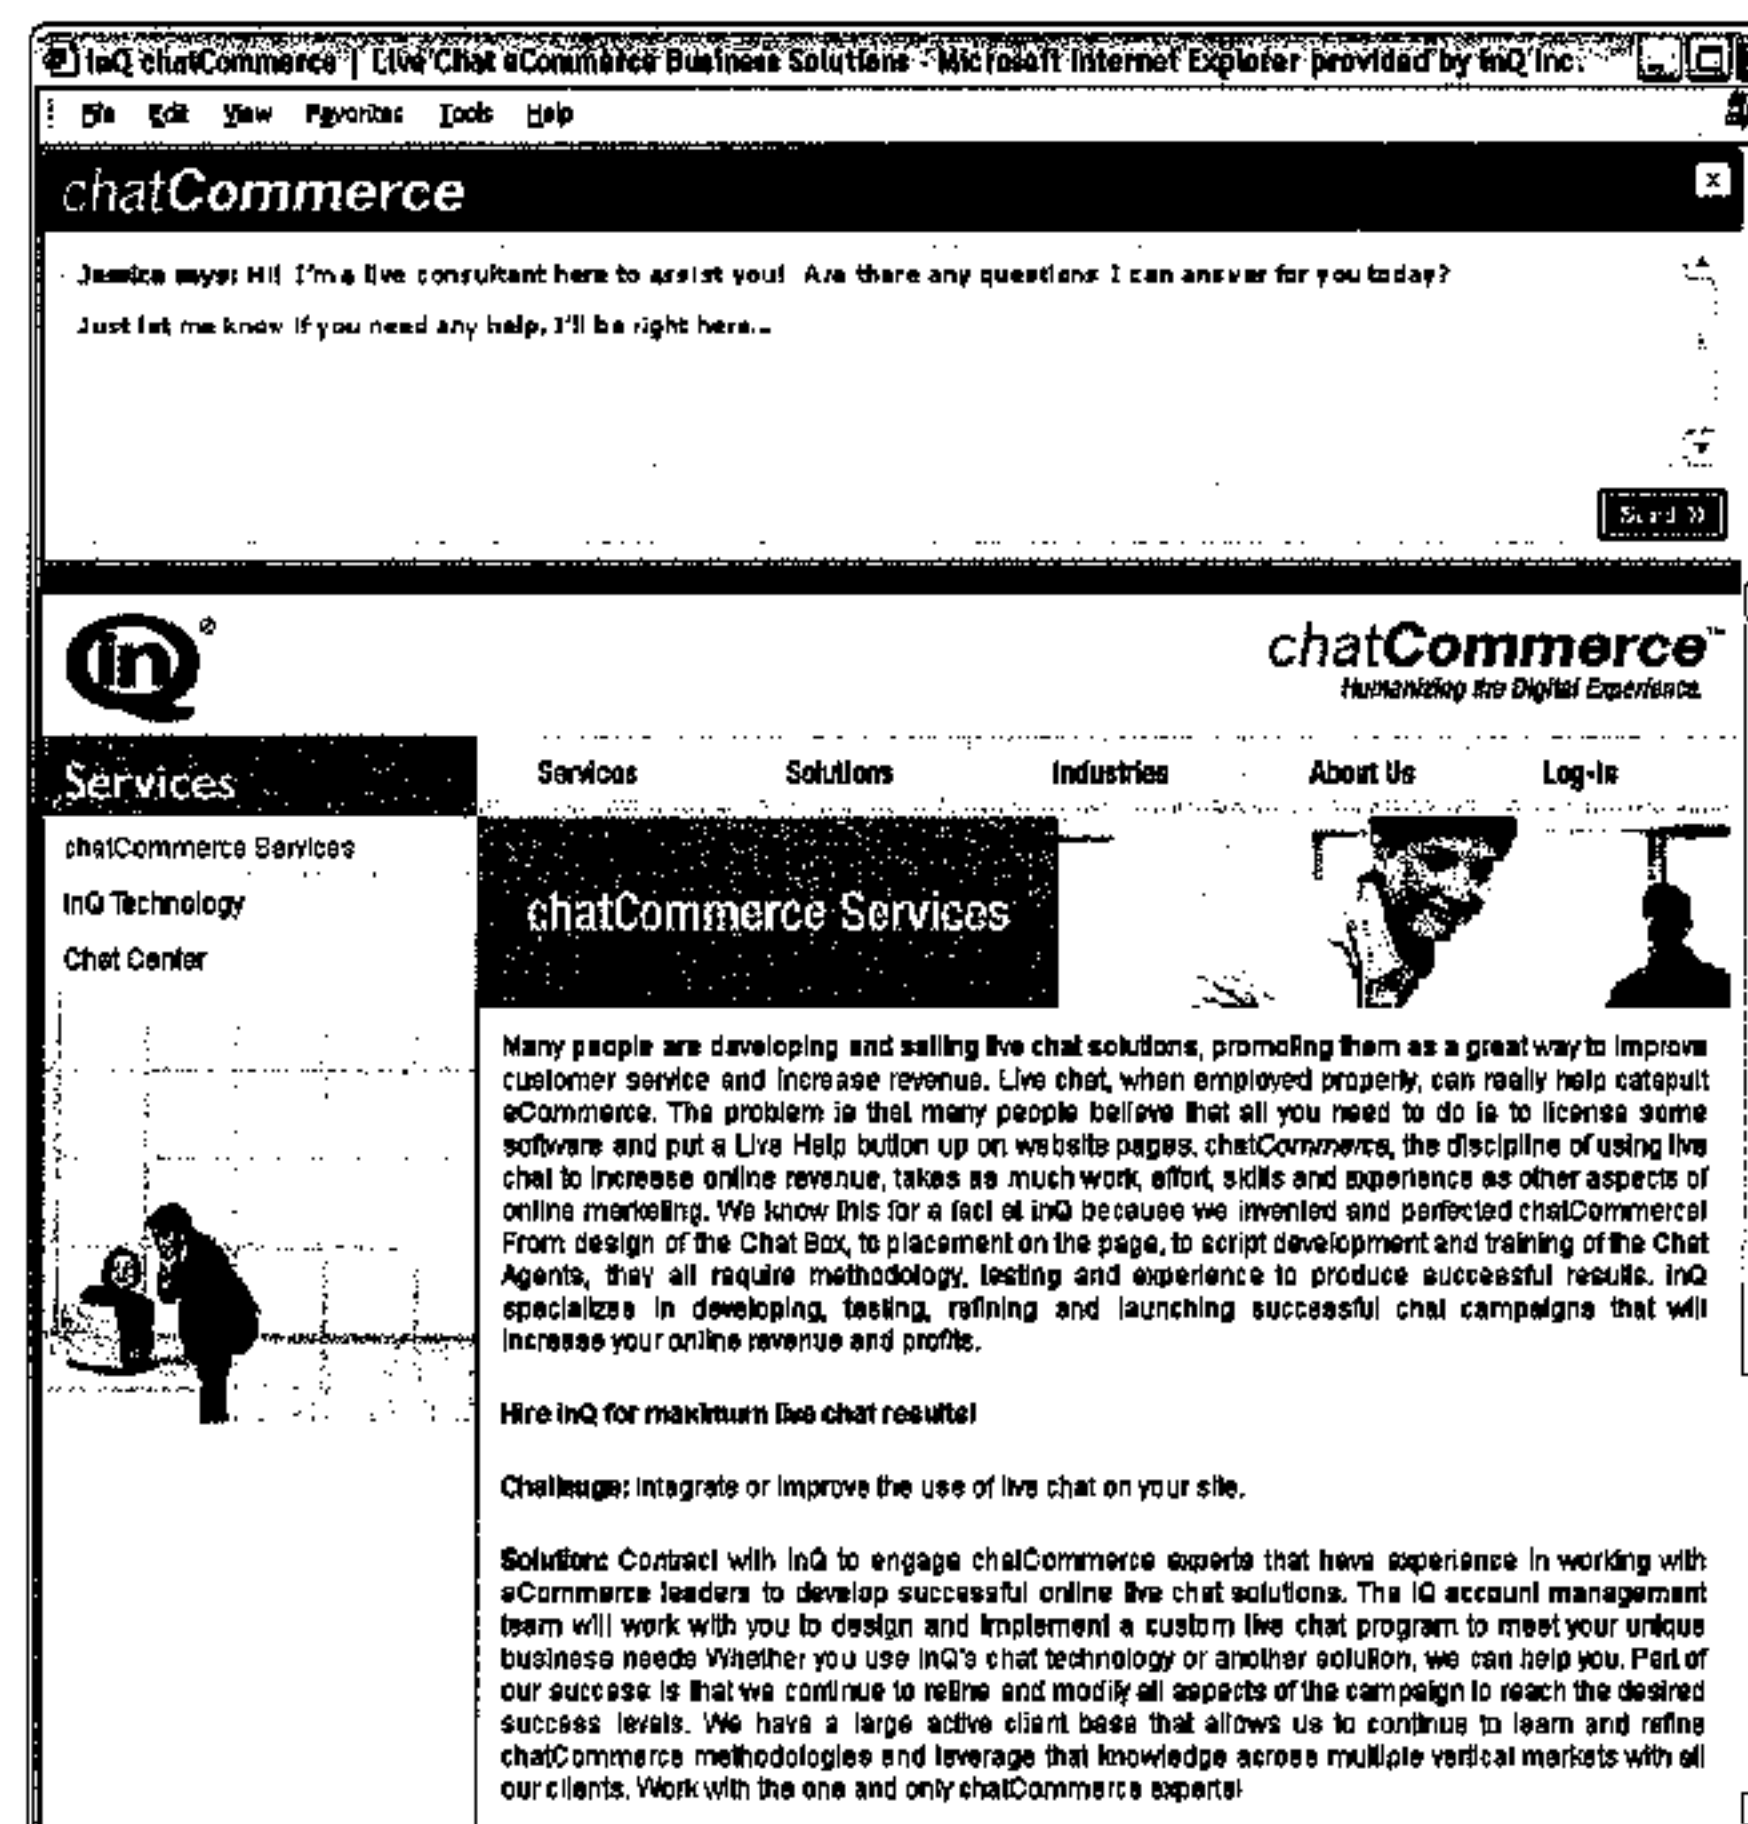 inQ chatCommerce | Live Chat eCommerce Business Solutions - Microsoft Internet Explorer provided by inQ Inc.
File Edit View Favorites Tools Help
chatCommerce x
Jessica says: Hi! I'm a live consultant here to assist you! Are there any questions I can answer for you today?
Just let me know if you need any help, I'll be right here...
Send »
inQ®
chatCommerce™
Humanizing the Digital Experience.
Services
Services Solutions Industries About Us Log-In
chatCommerce Services
inQ Technology
Chat Center
chatCommerce Services
Many people are developing and selling live chat solutions, promoting them as a great way to improve
customer service and increase revenue. Live chat, when employed properly, can really help catapult
eCommerce. The problem is that many people believe that all you need to do is to license some
software and put a Live Help button up on website pages. chatCommerce, the discipline of using live
chat to increase online revenue, takes as much work, effort, skills and experience as other aspects of
online marketing. We know this for a fact at inQ because we invented and perfected chatCommerce!
From design of the Chat Box, to placement on the page, to script development and training of the Chat
Agents, they all require methodology, testing and experience to produce successful results. inQ
specializes in developing, testing, refining and launching successful chat campaigns that will
increase your online revenue and profits.
Hire inQ for maximum live chat results!
Challenge: Integrate or improve the use of live chat on your site.
Solution: Contract with inQ to engage chatCommerce experts that have experience in working with
eCommerce leaders to develop successful online live chat solutions. The iQ account management
team will work with you to design and implement a custom live chat program to meet your unique
business needs Whether you use inQ's chat technology or another solution, we can help you. Part of
our success is that we continue to refine and modify all aspects of the campaign to reach the desired
success levels. We have a large active client base that allows us to continue to learn and refine
chatCommerce methodologies and leverage that knowledge across multiple vertical markets with all
our clients. Work with the one and only chatCommerce experts!